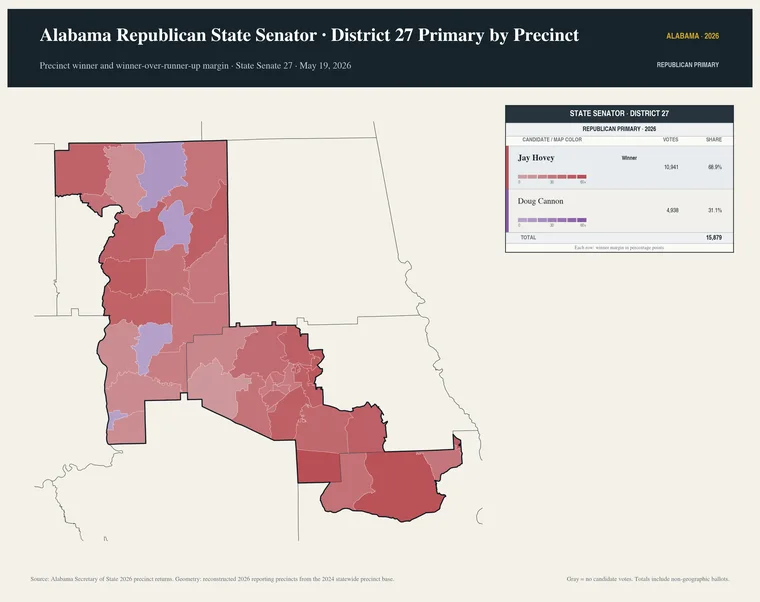 Alabama Republican State Senator · District 27 Primary by Precinct
ALABAMA · 2026
Precinct winner and winner-over-runner-up margin · State Senate 27 · May 19, 2026
REPUBLICAN PRIMARY
STATE SENATOR · DISTRICT 27
REPUBLICAN PRIMARY · 2026
CANDIDATE / MAP COLOR VOTES SHARE
Jay Hovey Winner 10,941 68.9%
0 30 60+
Doug Cannon 4,938 31.1%
0 30 60+
TOTAL 15,879
Each row: winner margin in percentage points
Source: Alabama Secretary of State 2026 precinct returns. Geometry: reconstructed 2026 reporting precincts from the 2024 statewide precinct base.
Gray = no candidate votes. Totals include non-geographic ballots.